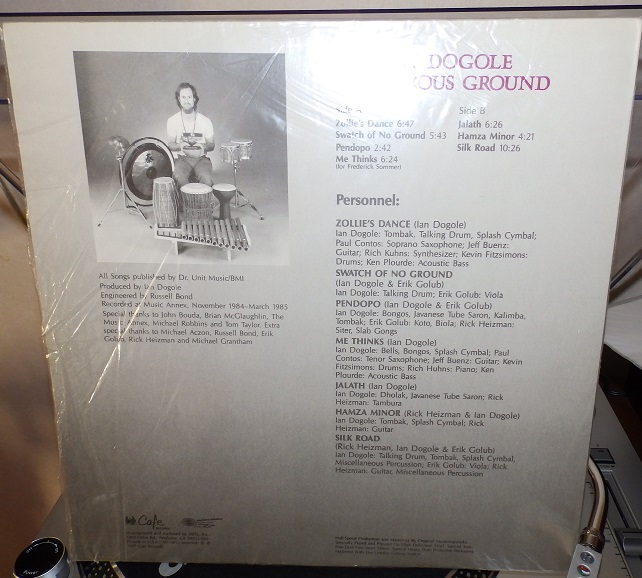 DOGOLE
OUS GROUND
Side A
Zollie's Dance 6:47
Swatch of No Ground 5:43
Pendopo 2:42
Me Thinks 6:24
(for Frederick Sommer)
Side B
Jalath 6:26
Hamza Minor 4:21
Silk Road 10:26
Personnel:
ZOLLIE'S DANCE (Ian Dogole)
Ian Dogole: Tombak, Talking Drum, Splash Cymbal;
Paul Contos: Soprano Saxophone; Jeff Buenz:
Guitar; Rich Kuhns: Synthesizer; Kevin Fitzsimons:
Drums; Ken Plourde: Acoustic Bass
SWATCH OF NO GROUND
(Ian Dogole & Erik Golub)
Ian Dogole: Talking Drum; Erik Golub: Viola
PENDOPO (Ian Dogole & Erik Golub)
Ian Dogole: Bongos, Javanese Tube Saron, Kalimba,
Tombak; Erik Golub: Koto, Biola; Rick Heizman:
Siter, Slab Gongs
ME THINKS (Ian Dogole)
Ian Dogole: Bells, Bongos, Splash Cymbal; Paul
Contos: Tenor Saxophone; Jeff Buenz: Guitar; Kevin
Fitzsimons: Drums; Rich Huhns: Piano; Ken
Plourde: Acoustic Bass
JALATH (Ian Dogole)
Ian Dogole: Dholak, Javanese Tube Saron; Rick
Heizman: Tambura
HAMZA MINOR (Rick Heizman & Ian Dogole)
Ian Dogole: Tombak, Splash Cymbal; Rick
Heizman: Guitar
SILK ROAD
(Rick Heizman, Ian Dogole & Erik Golub)
Ian Dogole: Talking Drum, Tombak, Splash Cymbal,
Miscellaneous Percussion; Erik Golub: Viola; Rick
Heizman: Guitar, Miscellaneous Percussion
All Songs published by Dr. Unit Music/BMI
Produced by Ian Dogole
Engineered by Russell Bond
Recorded at Music Annex, November 1984–March 1985
Special thanks to John Bouda, Brian McGlaughlin, The
Music Annex, Michael Robbins and Tom Taylor. Extra
special thanks to Michael Aczon, Russell Bond, Erik
Golub, Rick Heizman and Michael Grantham
Cafe
Power